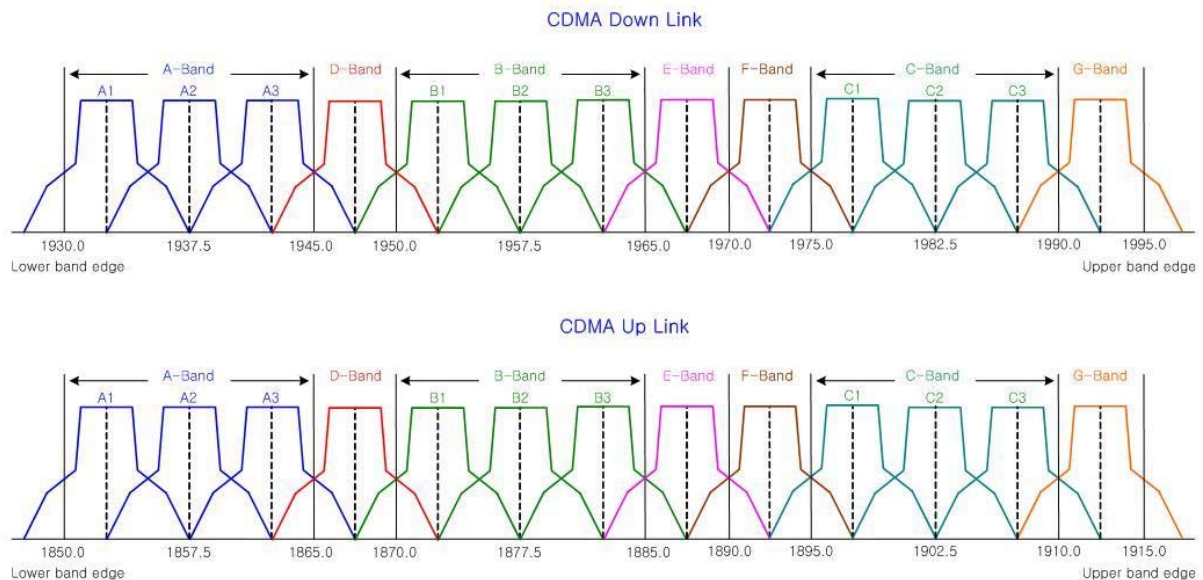 CDMA Down Link
A-Band D-Band B-Band E-Band F-Band C-Band G-Band
A1 A2 A3 B1 B2 B3 C1 C2 C3
1930.0 1937.5 1945.0 1950.0 1957.5 1965.0 1970.0 1975.0 1982.5 1990.0 1995.0
Lower band edge Upper band edge
CDMA Up Link
A-Band D-Band B-Band E-Band F-Band C-Band G-Band
A1 A2 A3 B1 B2 B3 C1 C2 C3
1850.0 1857.5 1865.0 1870.0 1877.5 1885.0 1890.0 1895.0 1902.5 1910.0 1915.0
Lower band edge Upper band edge